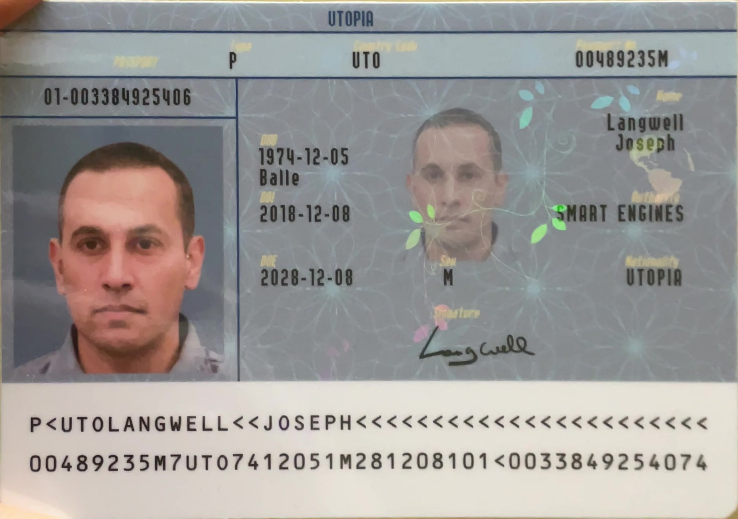 UTOPIA
Type Country Code Passport No
PASSPORT P UTO 00489235M
01-003384925406
Name
Langwell
Joseph
DOB
1974-12-05
Balle
DOI Authority
2018-12-08 SMART ENGINES
DOE Sex Nationality
2028-12-08 M UTOPIA
Signature
Langwell
P<UTOLANGWELL<<JOSEPH<<<<<<<<<<<<<<<<<<<<<<<
00489235M7UTO7412051M281208101<0033849254074